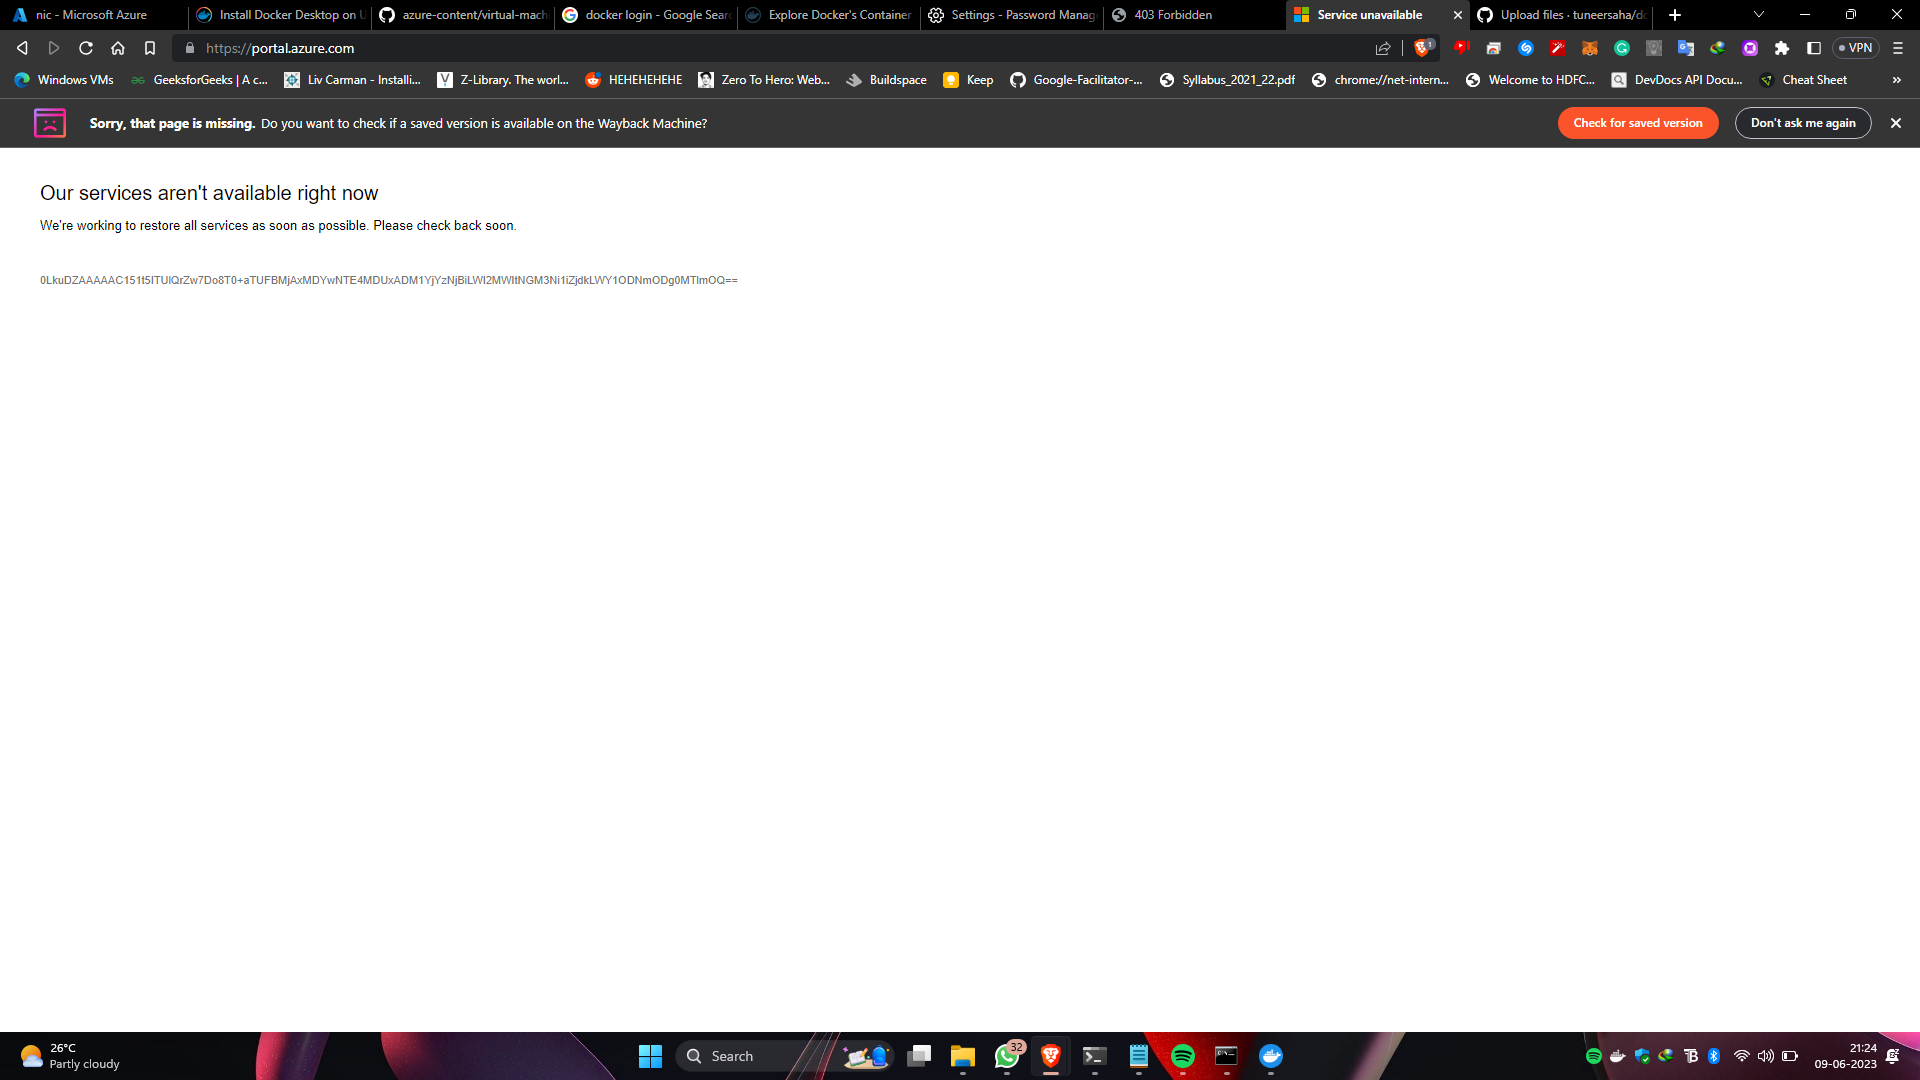 nic - Microsoft Azure
Install Docker Desktop on U
azure-content/virtual-mach
docker login - Google Sear
Explore Docker's Container
Settings - Password Manag
403 Forbidden
Service unavailable
Upload files · tuneersaha/do
https://portal.azure.com
1
VPN
Windows VMs
GeeksforGeeks | A c...
Liv Carman - Installi...
Z-Library. The worl...
HEHEHEHEHE
Zero To Hero: Web...
Buildspace
Keep
Google-Facilitator-...
Syllabus_2021_22.pdf
chrome://net-intern...
Welcome to HDFC...
DevDocs API Docu...
Cheat Sheet
Sorry, that page is missing. Do you want to check if a saved version is available on the Wayback Machine?
Check for saved version
Don't ask me again
Our services aren't available right now
We're working to restore all services as soon as possible. Please check back soon.
26°C
Partly cloudy
Search
32
21:24
09-06-2023